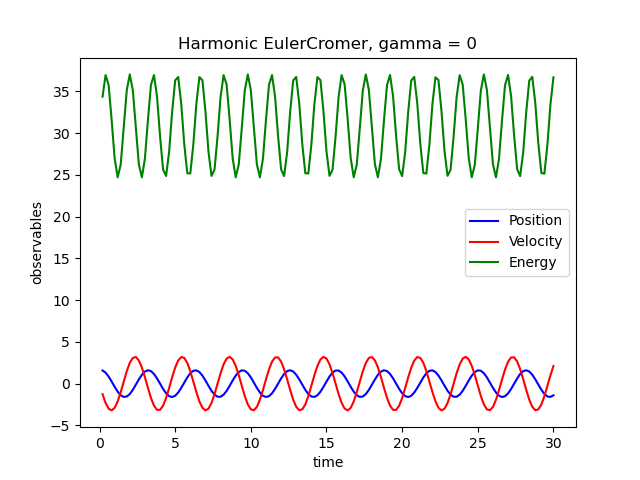 Harmonic EulerCromer, gamma = 0
observables
35
30
25
20
15
10
5
0
−5
Position
Velocity
Energy
0 5 10 15 20 25 30
time